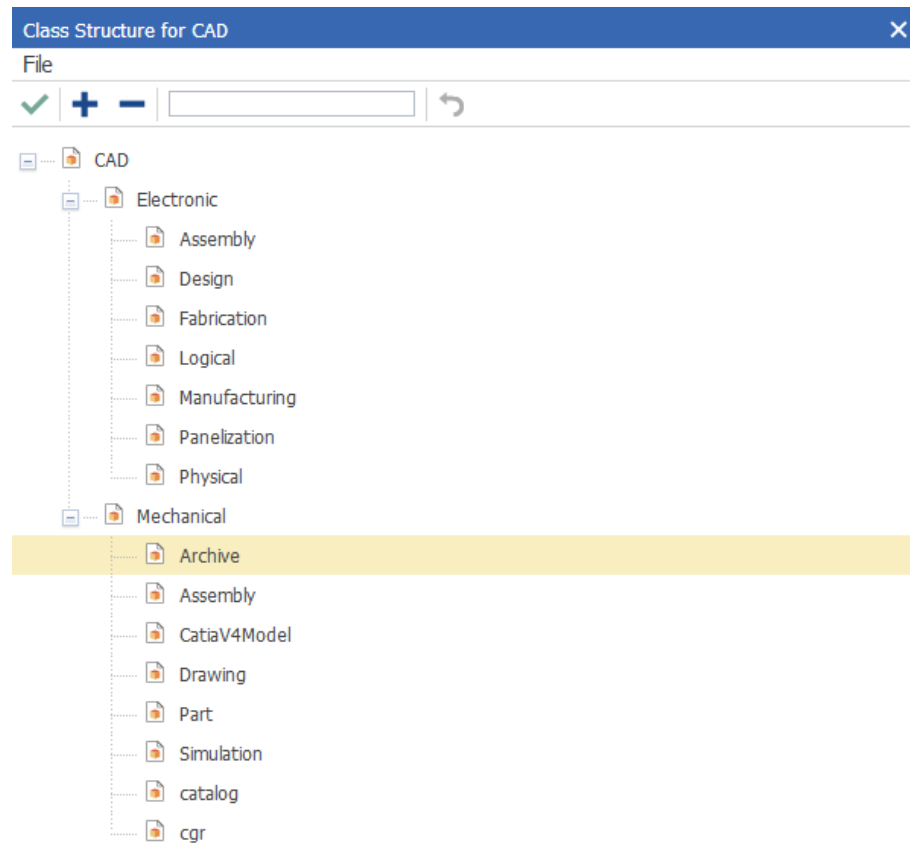 Class Structure for CAD
File
CAD
Electronic
Assembly
Design
Fabrication
Logical
Manufacturing
Panelization
Physical
Mechanical
Archive
Assembly
CatiaV4Model
Drawing
Part
Simulation
catalog
cgr